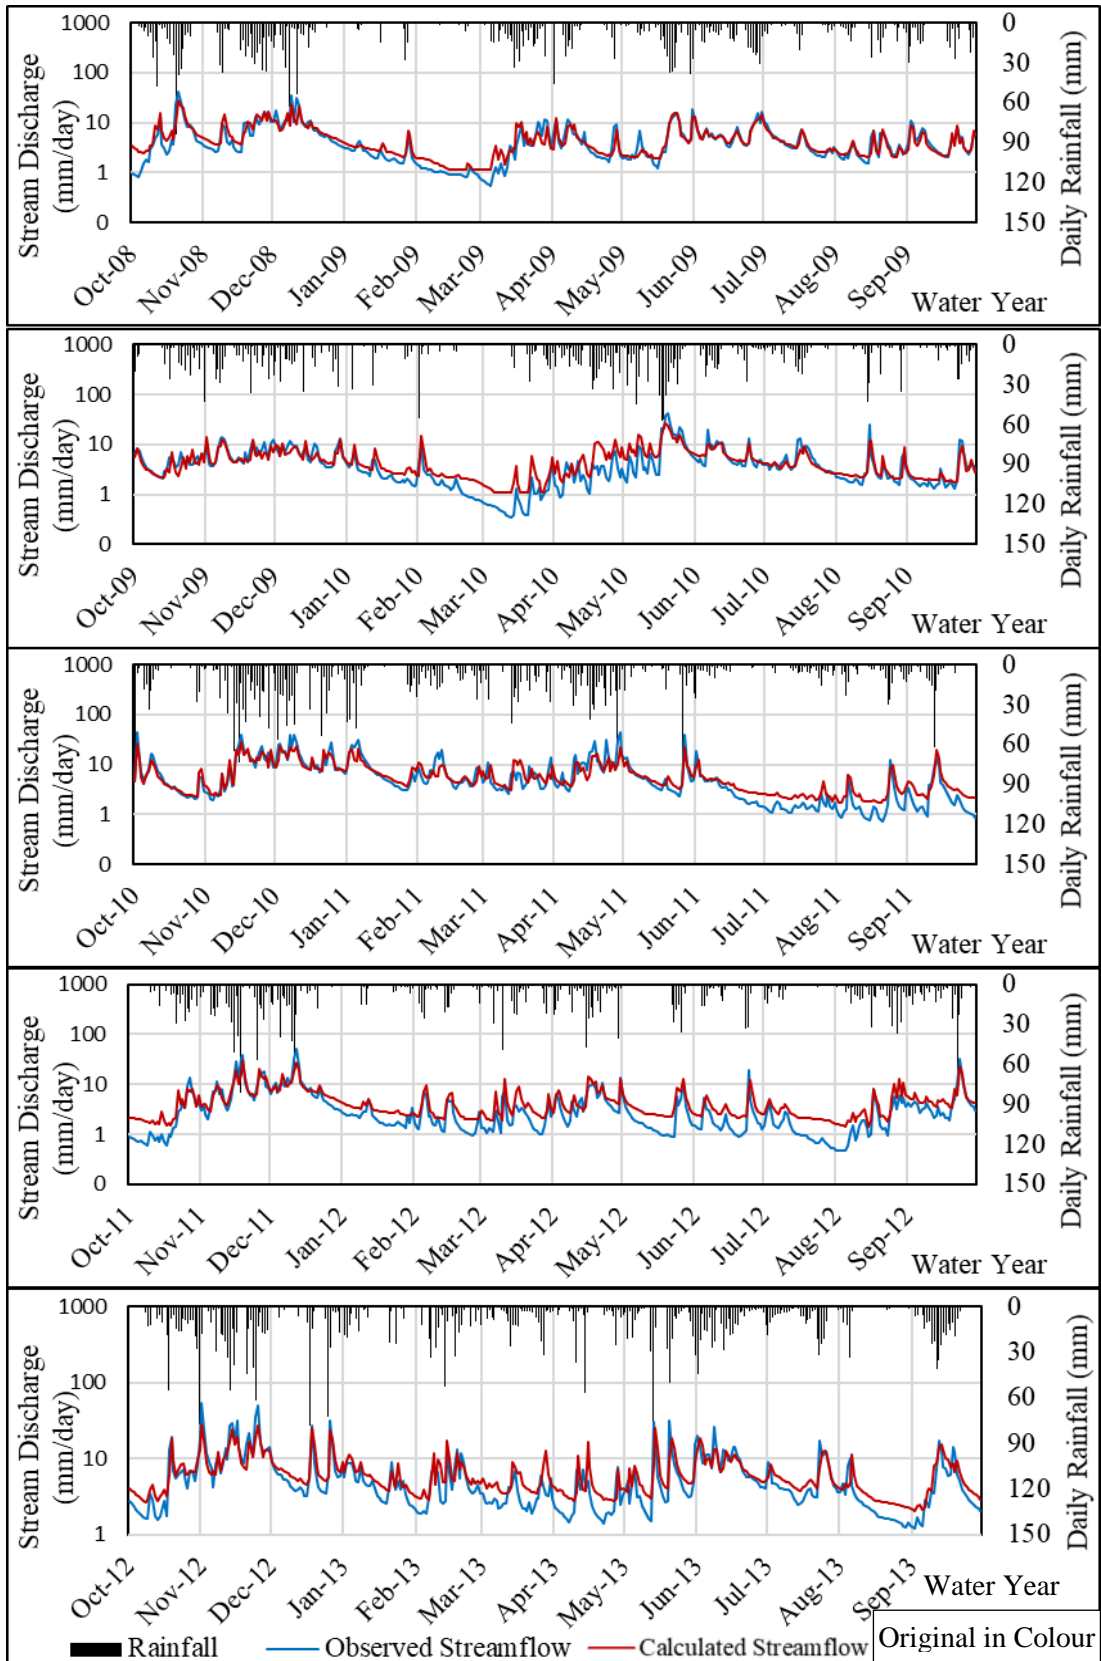 Stream Discharge
(mm/day)
1000
100
10
1
0
0
30
60
90
120
150
Daily Rainfall (mm)
Oct-08
Nov-08
Dec-08
Jan-09
Feb-09
Mar-09
Apr-09
May-09
Jun-09
Jul-09
Aug-09
Sep-09
Water Year
Stream Discharge
(mm/day)
1000
100
10
1
0
0
30
60
90
120
150
Daily Rainfall (mm)
Oct-09
Nov-09
Dec-09
Jan-10
Feb-10
Mar-10
Apr-10
May-10
Jun-10
Jul-10
Aug-10
Sep-10
Water Year
Stream Discharge
(mm/day)
1000
100
10
1
0
0
30
60
90
120
150
Daily Rainfall (mm)
Oct-10
Nov-10
Dec-10
Jan-11
Feb-11
Mar-11
Apr-11
May-11
Jun-11
Jul-11
Aug-11
Sep-11
Water Year
Stream Discharge
(mm/day)
1000
100
10
1
0
0
30
60
90
120
150
Daily Rainfall (mm)
Oct-11
Nov-11
Dec-11
Jan-12
Feb-12
Mar-12
Apr-12
May-12
Jun-12
Jul-12
Aug-12
Sep-12
Water Year
Stream Discharge
(mm/day)
1000
100
10
1
0
30
60
90
120
150
Daily Rainfall (mm)
Oct-12
Nov-12
Dec-12
Jan-13
Feb-13
Mar-13
Apr-13
May-13
Jun-13
Jul-13
Aug-13
Sep-13
Water Year
Rainfall
Observed Streamflow
Calculated Streamflow
Original in Colour